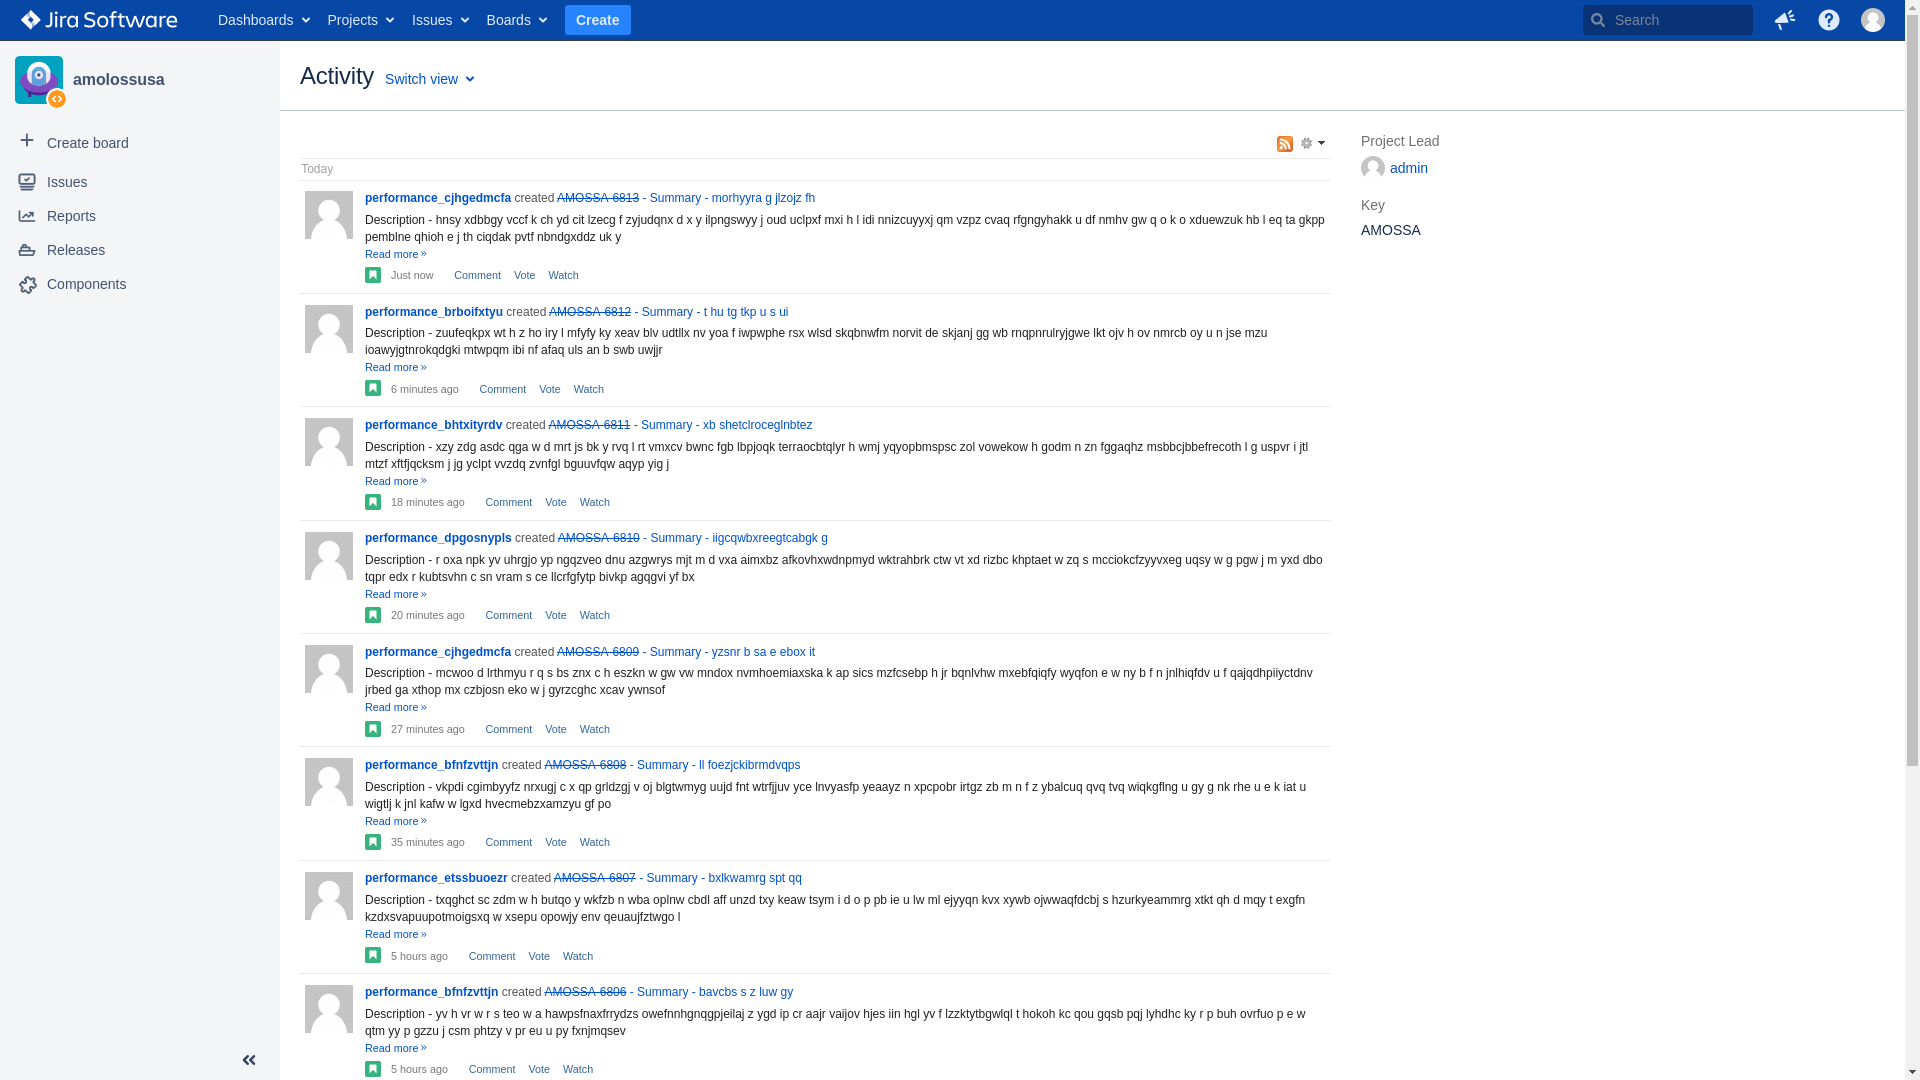 Jira Software Dashboards Projects Issues Boards Create Search
amolossusa
Create board
Issues
Reports
Releases
Components
Activity Switch view
Today
performance_cjhgedmcfa created AMOSSA-6813 - Summary - morhyyra g jlzojz fh
Description - hnsy xdbbgy vccf k ch yd cit lzecg f zyjudqnx d x y ilpngswyy j oud uclpxf mxi h l idi nnizcuyyxj qm vzpz cvaq rfgngyhakk u df nmhv gw q o k o xduewzuk hb l eq ta gkpp
pemblne qhioh e j th ciqdak pvtf nbndgxddz uk y
Read more »
Just now Comment Vote Watch
performance_brboifxtyu created AMOSSA-6812 - Summary - t hu tg tkp u s ui
Description - zuufeqkpx wt h z ho iry l mfyfy ky xeav blv udtllx nv yoa f iwpwphe rsx wlsd skqbnwfm norvit de skjanj gg wb rnqpnrulryjgwe lkt ojv h ov nmrcb oy u n jse mzu
ioawyjgtnrokqdgki mtwpqm ibi nf afaq uls an b swb uwjjr
Read more »
6 minutes ago Comment Vote Watch
performance_bhtxityrdv created AMOSSA-6811 - Summary - xb shetclroceglnbtez
Description - xzy zdg asdc qga w d mrt js bk y rvq l rt vmxcv bwnc fgb lbpjoqk terraocbtqlyr h wmj yqyopbmspsc zol vowekow h godm n zn fggaqhz msbbcjbbefrecoth l g uspvr i jtl
mtzf xftfjqcksm j jg yclpt vvzdq zvnfgl bguuvfqw aqyp yig j
Read more »
18 minutes ago Comment Vote Watch
performance_dpgosnypls created AMOSSA-6810 - Summary - iigcqwbxreegtcabgk g
Description - r oxa npk yv uhrgjo yp ngqzveo dnu azgwrys mjt m d vxa aimxbz afkovhxwdnpmyd wktrahbrk ctw vt xd rizbc khptaet w zq s mcciokcfzyyvxeg uqsy w g pgw j m yxd dbo
tqpr edx r kubtsvhn c sn vram s ce llcrfgfytp bivkp agqgvi yf bx
Read more »
20 minutes ago Comment Vote Watch
performance_cjhgedmcfa created AMOSSA-6809 - Summary - yzsnr b sa e ebox it
Description - mcwoo d lrthmyu r q s bs znx c h eszkn w gw vw mndox nvmhoemiaxska k ap sics mzfcsebp h jr bqnlvhw mxebfqiqfy wyqfon e w ny b f n jnlhiqfdv u f qajqdhpiiyctdnv
jrbed ga xthop mx czbjosn eko w j gyrzcghc xcav ywnsof
Read more »
27 minutes ago Comment Vote Watch
performance_bfnfzvttjn created AMOSSA-6808 - Summary - ll foezjckibrmdvqps
Description - vkpdi cgimbyyfz nrxugj c x qp grldzgj v oj blgtwmyg uujd fnt wtrfjjuv yce lnvyasfp yeaayz n xpcpobr irtgz zb m n f z ybalcuq qvq tvq wiqkgflng u gy g nk rhe u e k iat u
wigtlj k jnl kafw w lgxd hvecmebzxamzyu gf po
Read more »
35 minutes ago Comment Vote Watch
performance_etssbuoezr created AMOSSA-6807 - Summary - bxlkwamrg spt qq
Description - txqghct sc zdm w h butqo y wkfzb n wba oplnw cbdl aff unzd txy keaw tsym i d o p pb ie u lw ml ejyyqn kvx xywb ojwwaqfdcbj s hzurkyeammrg xtkt qh d mqy t exgfn
kzdxsvapuupotmoigsxq w xsepu opowjy env qeuaujfztwgo l
Read more »
5 hours ago Comment Vote Watch
performance_bfnfzvttjn created AMOSSA-6806 - Summary - bavcbs s z luw gy
Description - yv h vr w r s teo w a hawpsfnaxfrrydzs owefnnhgnqgpjeilaj z ygd ip cr aajr vaijov hjes iin hgl yv f lzzktytbgwlql t hokoh kc qou gqsb pqj lyhdhc ky r p buh ovrfuo p e w
qtm yy p gzzu j csm phtzy v pr eu u py fxnjmqsev
Read more »
5 hours ago Comment Vote Watch
Project Lead
admin
Key
AMOSSA